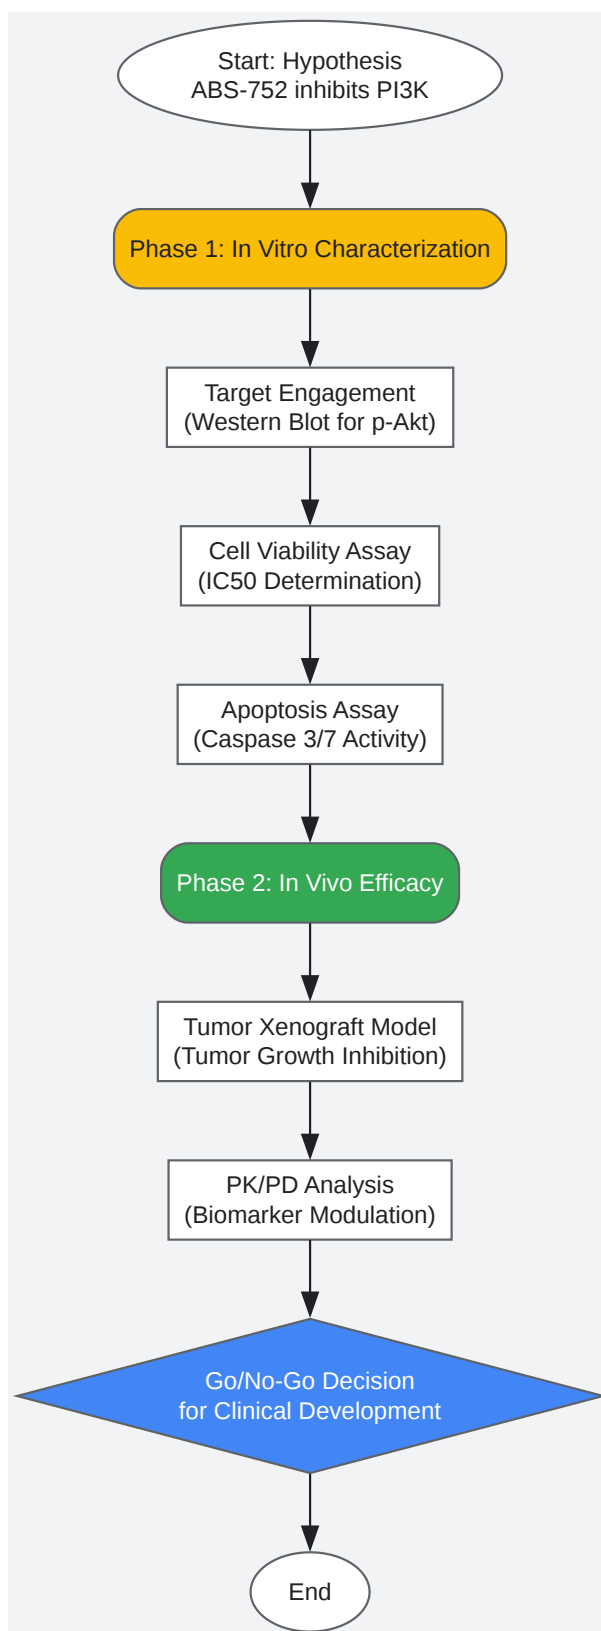 Start: Hypothesis
ABS-752 inhibits PI3K
Phase 1: In Vitro Characterization
Target Engagement
(Western Blot for p-Akt)
Cell Viability Assay
(IC50 Determination)
Apoptosis Assay
(Caspase 3/7 Activity)
Phase 2: In Vivo Efficacy
Tumor Xenograft Model
(Tumor Growth Inhibition)
PK/PD Analysis
(Biomarker Modulation)
Go/No-Go Decision
for Clinical Development
End